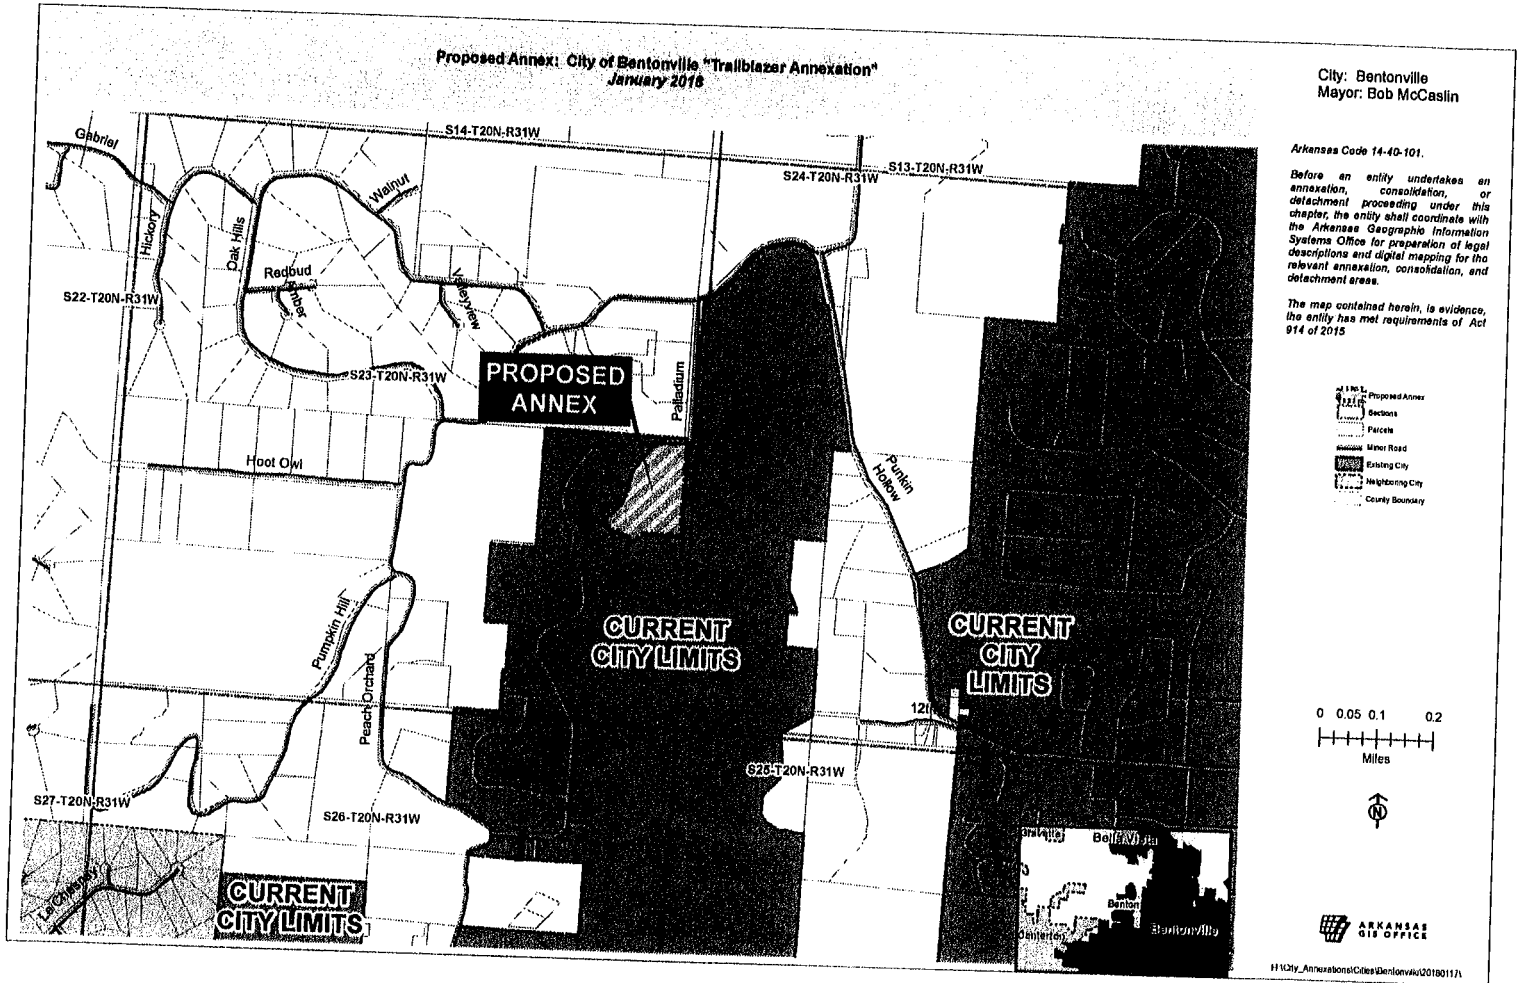 Proposed Annex: City of Bentonville "Trailblazer Annexation"
January 2018
City: Bentonville
Mayor: Bob McCaslin
Arkansas Code 14-40-101.
Before an entity undertakes an
annexation, consolidation, or
detachment proceeding under this
chapter, the entity shall coordinate with
the Arkansas Geographic Information
Systems Office for preparation of legal
descriptions and digital mapping for the
relevant annexation, consolidation, and
detachment areas.
The map contained herein, is evidence,
the entity has met requirements of Act
914 of 2015
Proposed Annex
Sections
Parcels
Minor Road
Existing City
Neighboring City
County Boundary
0 0.05 0.1 0.2
Miles
N
ARKANSAS
GIS OFFICE
S14-T20N-R31W
S13-T20N-R31W
S24-T20N-R31W
Gabriel
Hickory
Oak Hills
Walnut
Redbud
Amber
Valleyview
S22-T20N-R31W
S23-T20N-R31W
PROPOSED
ANNEX
Palladium
Hoot Owl
Punkin
Hollow
Pumpkin Hill
Peach Orchard
CURRENT
CITY LIMITS
CURRENT
CITY
LIMITS
12th
S25-T20N-R31W
S27-T20N-R31W
S26-T20N-R31W
CURRENT
CITY LIMITS
Bella Vista
Bentonville